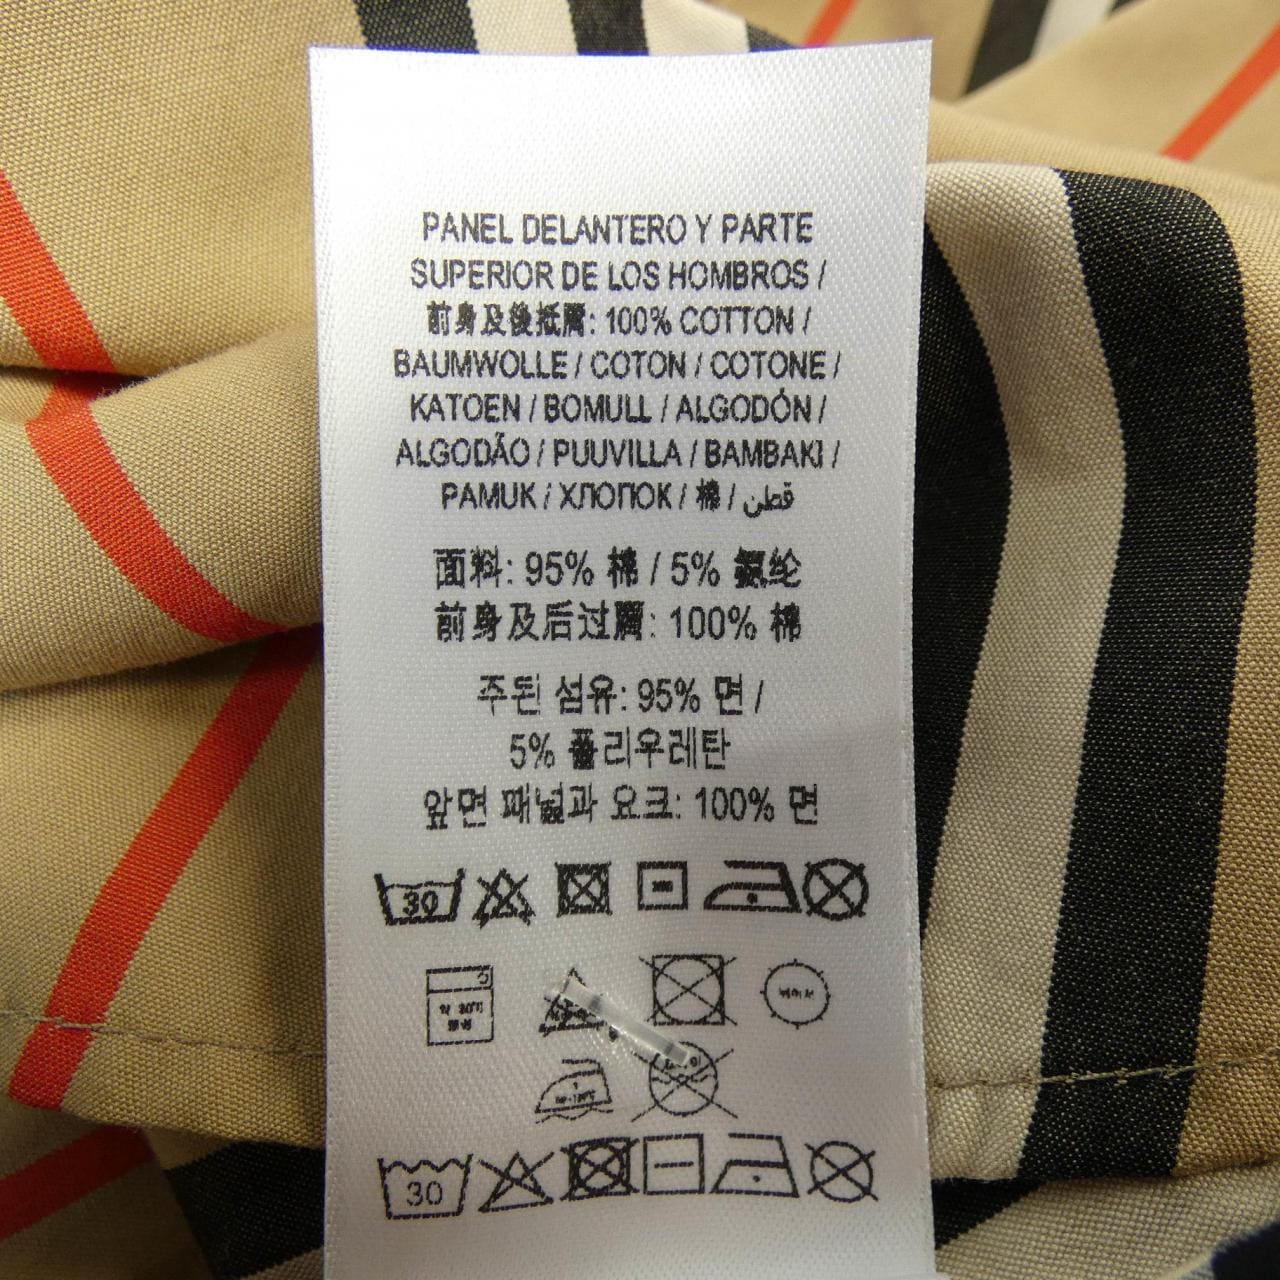 PANEL DELANTERO Y PARTE
SUPERIOR DE LOS HOMBROS /
前身及後抵膊: 100% COTTON /
BAUMWOLLE / COTON / COTONE /
KATOEN / BOMULL / ALGODÓN /
ALGODÃO / PUUVILLA / BAMBAKI /
PAMUK / ХЛОПОК / 棉 / قطن
面料: 95% 棉 / 5% 氨纶
前身及后过肩: 100% 棉
주된 섬유: 95% 면 /
5% 폴리우레탄
앞면 패널과 요크: 100% 면
30
30